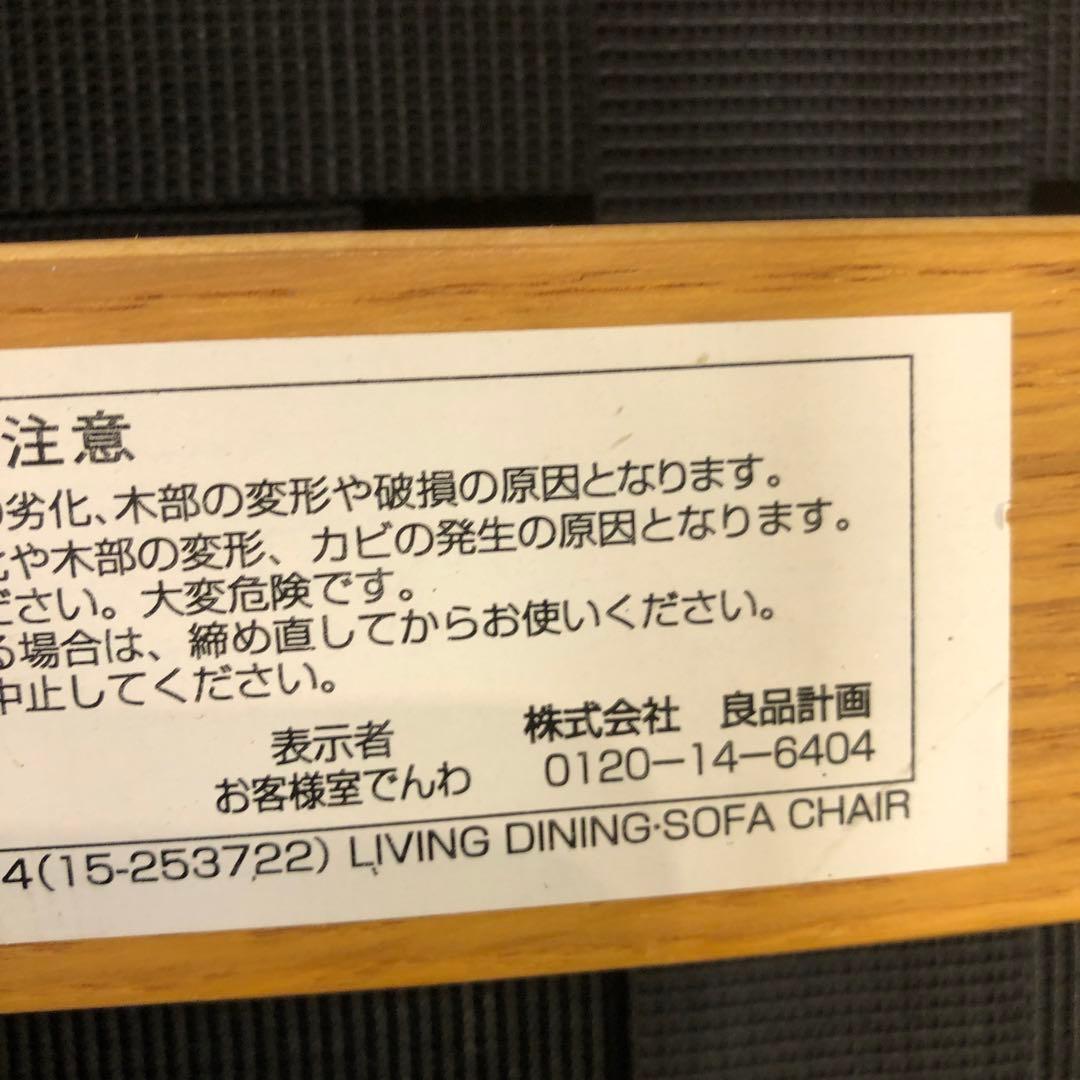 注意
の劣化、木部の変形や破損の原因となります。
化や木部の変形、カビの発生の原因となります。
ださい。大変危険です。
る場合は、締め直してからお使いください。
中止してください。
表示者 株式会社 良品計画
お客様室でんわ 0120-14-6404
4(15-253722) LIVING DINING·SOFA CHAIR